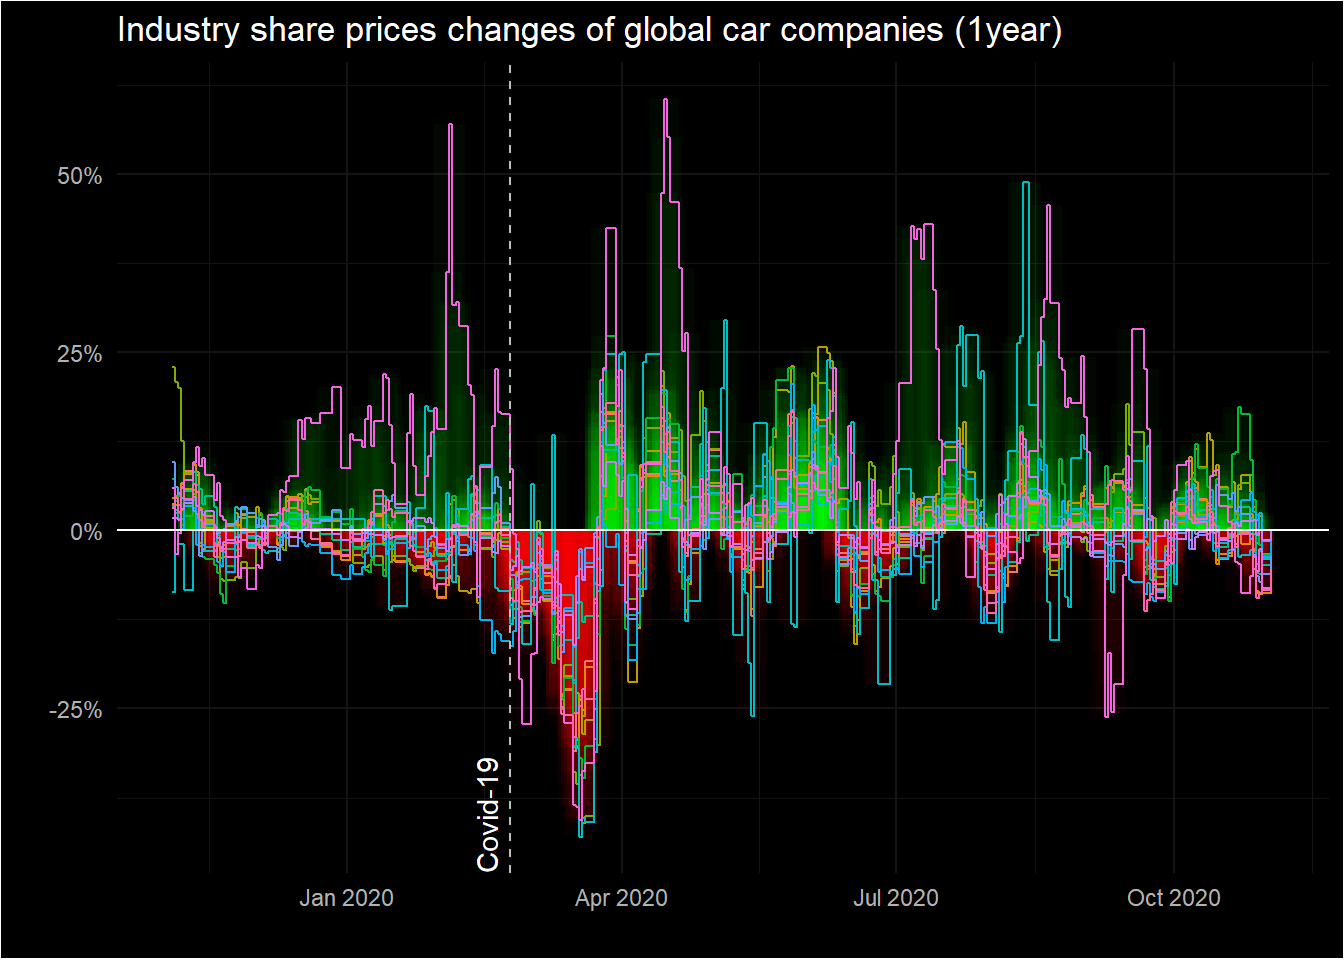 Industry share prices changes of global car companies (1year)
50%
25%
0%
-25%
Covid-19
Jan 2020
Apr 2020
Jul 2020
Oct 2020